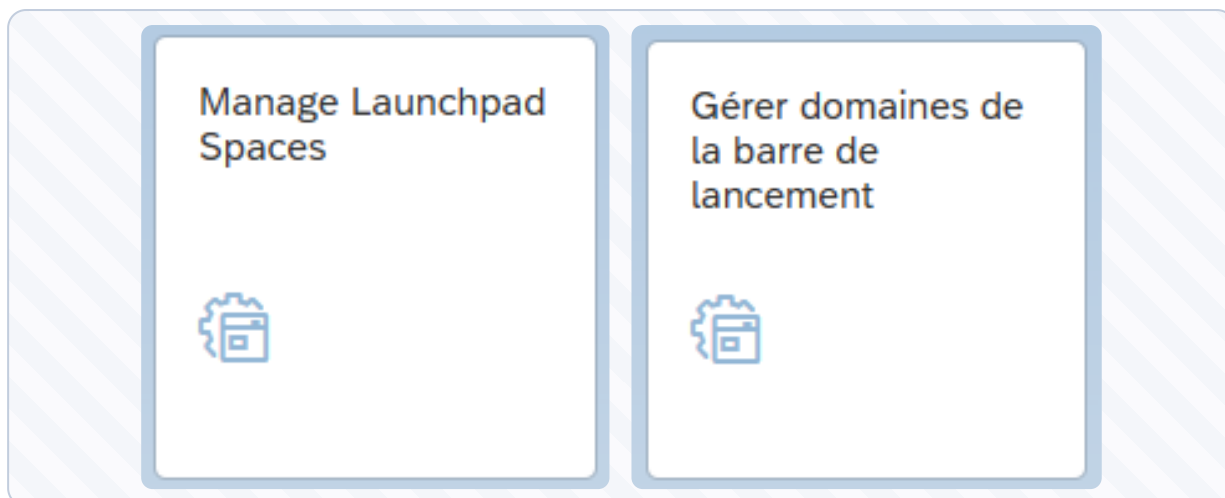 Manage Launchpad
Spaces
Gérer domaines de
la barre de
lancement